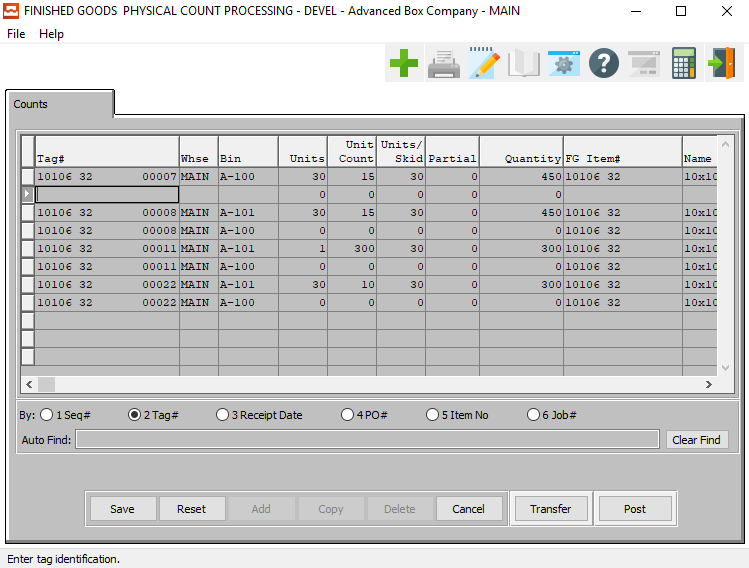 FINISHED GOODS  PHYSICAL COUNT PROCESSING - DEVEL - Advanced Box Company - MAIN
File Help
Counts
Unit Units/
Tag# Whse Bin Units Count Skid Partial Quantity FG Item# Name
10106 32 00007 MAIN A-100 30 15 30 0 450 10106 32 10x10
0 0 0 0 0
10106 32 00008 MAIN A-101 30 15 30 0 450 10106 32 10x10
10106 32 00008 MAIN A-100 0 0 0 0 0 10106 32 10x10
10106 32 00011 MAIN A-101 1 300 30 0 300 10106 32 10x10
10106 32 00011 MAIN A-100 0 0 0 0 0 10106 32 10x10
10106 32 00022 MAIN A-101 30 10 30 0 300 10106 32 10x10
10106 32 00022 MAIN A-100 0 0 0 0 0 10106 32 10x10
By: 1 Seq# 2 Tag# 3 Receipt Date 4 PO# 5 Item No 6 Job#
Auto Find: Clear Find
Save Reset Add Copy Delete Cancel Transfer Post
Enter tag identification.